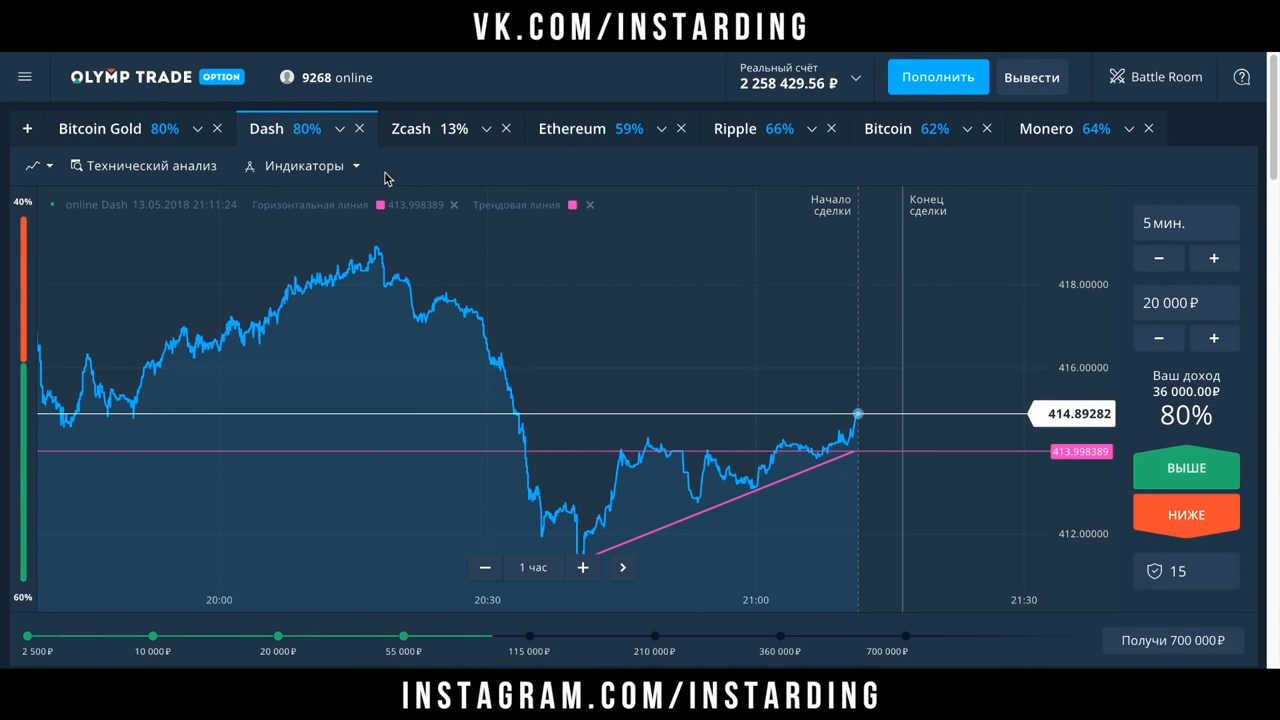 VK.COM/INSTARDING
OLYMP TRADE OPTION
9268 online
Реальный счёт
2 258 429.56 ₽
Пополнить
Вывести
Battle Room
+ Bitcoin Gold 80%
Dash 80%
Zcash 13%
Ethereum 59%
Ripple 66%
Bitcoin 62%
Monero 64%
Технический анализ
Индикаторы
40%
online Dash 13.05.2018 21:11:24
Горизонтальная линия 413.998389
Трендовая линия
Начало
сделки
Конец
сделки
418.00000
416.00000
414.89282
413.998389
412.00000
60%
− 1 час +
20:00
20:30
21:00
21:30
5 мин.
− +
20 000 ₽
− +
Ваш доход
36 000.00₽
80%
ВЫШЕ
НИЖЕ
15
2 500₽
10 000₽
20 000₽
55 000₽
115 000₽
210 000₽
360 000₽
700 000₽
Получи 700 000₽
INSTAGRAM.COM/INSTARDING